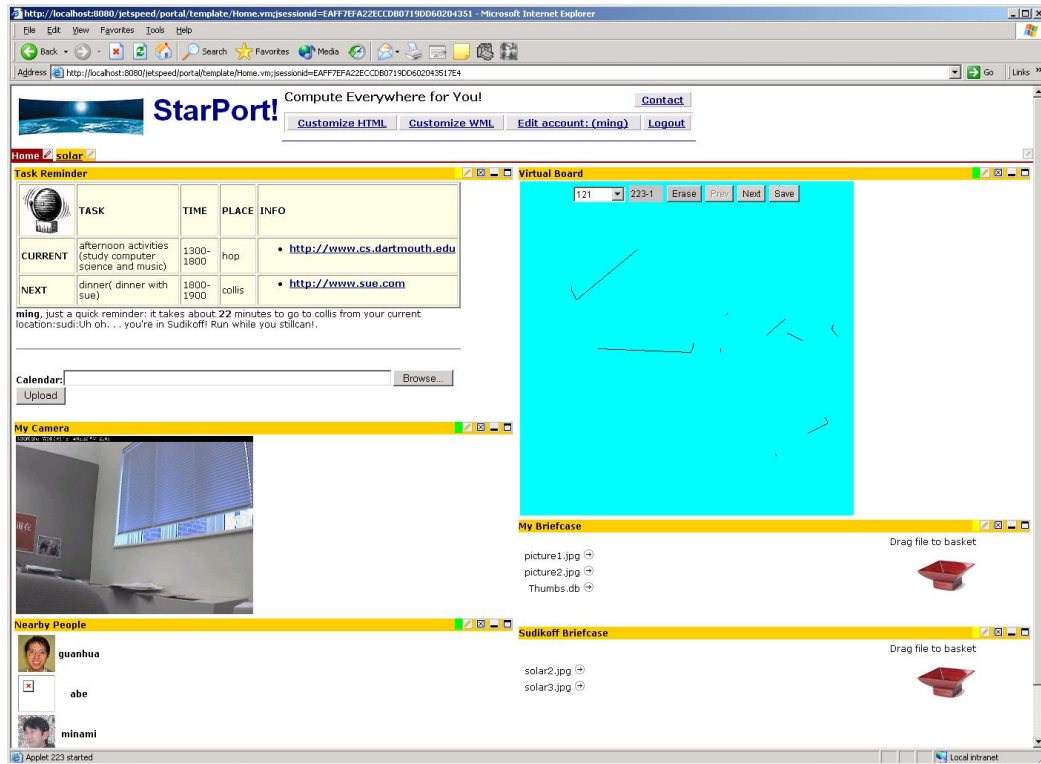 http://localhost:8080/jetspeed/portal/template/Home.vm;jsessionid=EAFF7EFA22ECCDB0719DD60204351 - Microsoft Internet Explorer
File Edit View Favorites Tools Help
Back Search Favorites Media
Address http://localhost:8080/jetspeed/portal/template/Home.vm;jsessionid=EAFF7EFA22ECCDB0719DD602043517E4 Go Links »
StarPort!
Compute Everywhere for You! Contact
Customize HTML Customize WML Edit account: (ming) Logout
Home solar
Task Reminder
TASK TIME PLACE INFO
CURRENT afternoon activities (study computer science and music) 1300-1800 hop • http://www.cs.dartmouth.edu
NEXT dinner( dinner with sue) 1800-1900 collis • http://www.sue.com
ming, just a quick reminder: it takes about 22 minutes to go to collis from your current
location:sudi:Uh oh. . . you're in Sudikoff! Run while you stillcan!.
Calendar: Browse...
Upload
My Camera
Nearby People
guanhua
abe
minami
Virtual Board
121 223-1 Erase Prev Next Save
My Briefcase
Drag file to basket
picture1.jpg
picture2.jpg
Thumbs.db
Sudikoff Briefcase
Drag file to basket
solar2.jpg
solar3.jpg
Applet 223 started Local intranet